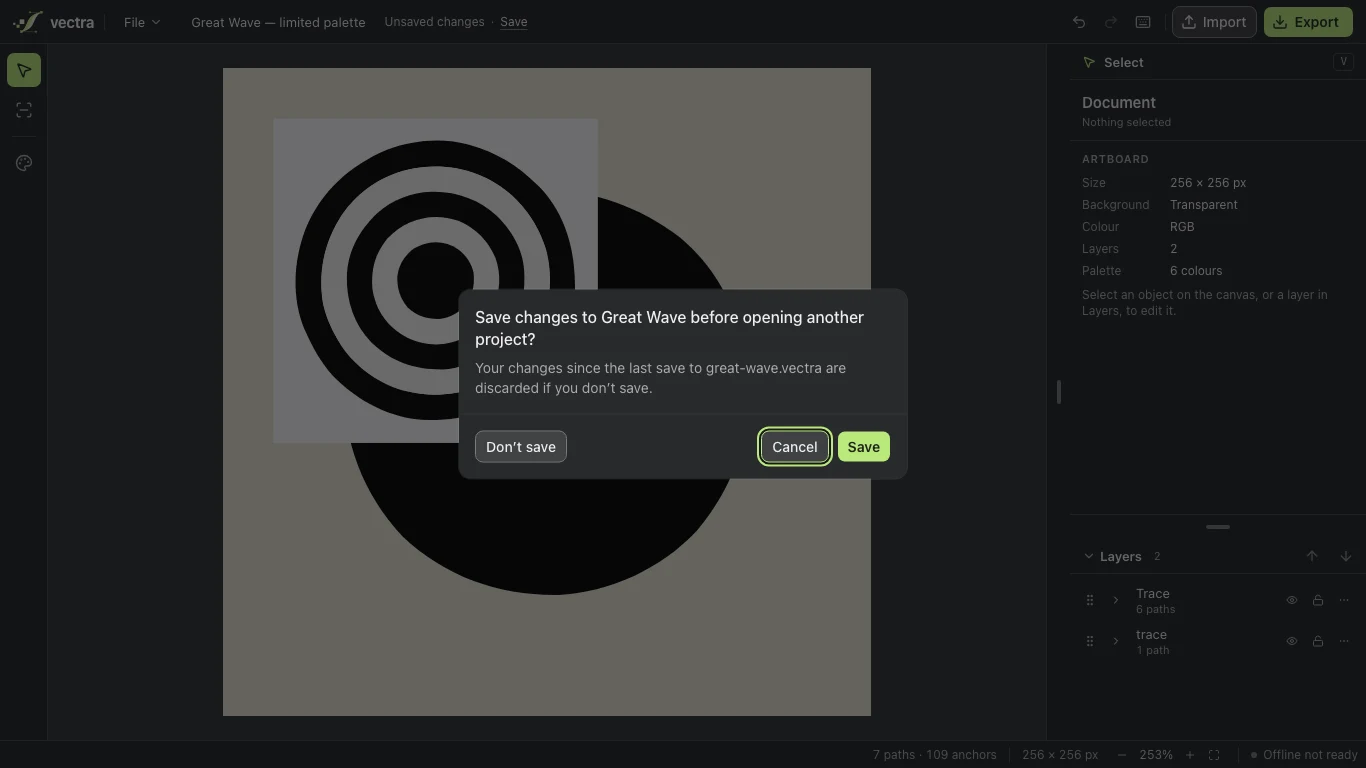 vectra
File
Great Wave — limited palette
Unsaved changes · Save
Import
Export
Select
V
Document
Nothing selected
ARTBOARD
Size 256 × 256 px
Background Transparent
Colour RGB
Layers 2
Palette 6 colours
Select an object on the canvas, or a layer in
Layers, to edit it.
Save changes to Great Wave before opening another
project?
Your changes since the last save to great-wave.vectra are
discarded if you don’t save.
Don’t save
Cancel
Save
Layers 2
Trace
6 paths
trace
1 path
7 paths · 109 anchors
256 × 256 px
253%
Offline not ready